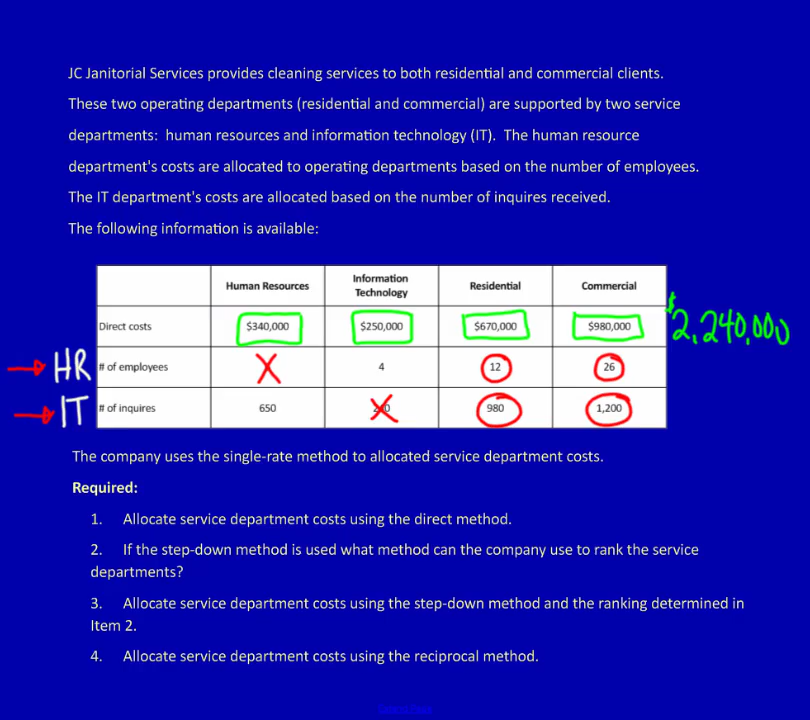 JC Janitorial Services provides cleaning services to both residential and commercial clients.
These two operating departments (residential and commercial) are supported by two service
departments: human resources and information technology (IT). The human resource
department's costs are allocated to operating departments based on the number of employees.
The IT department's costs are allocated based on the number of inquires received.
The following information is available:
Human Resources Information Technology Residential Commercial
Direct costs $340,000 $250,000 $670,000 $980,000 $2,240,000
HR # of employees X 4 12 26
IT # of inquires 650 X 980 1,200
The company uses the single-rate method to allocated service department costs.
Required:
1. Allocate service department costs using the direct method.
2. If the step-down method is used what method can the company use to rank the service
departments?
3. Allocate service department costs using the step-down method and the ranking determined in
Item 2.
4. Allocate service department costs using the reciprocal method.